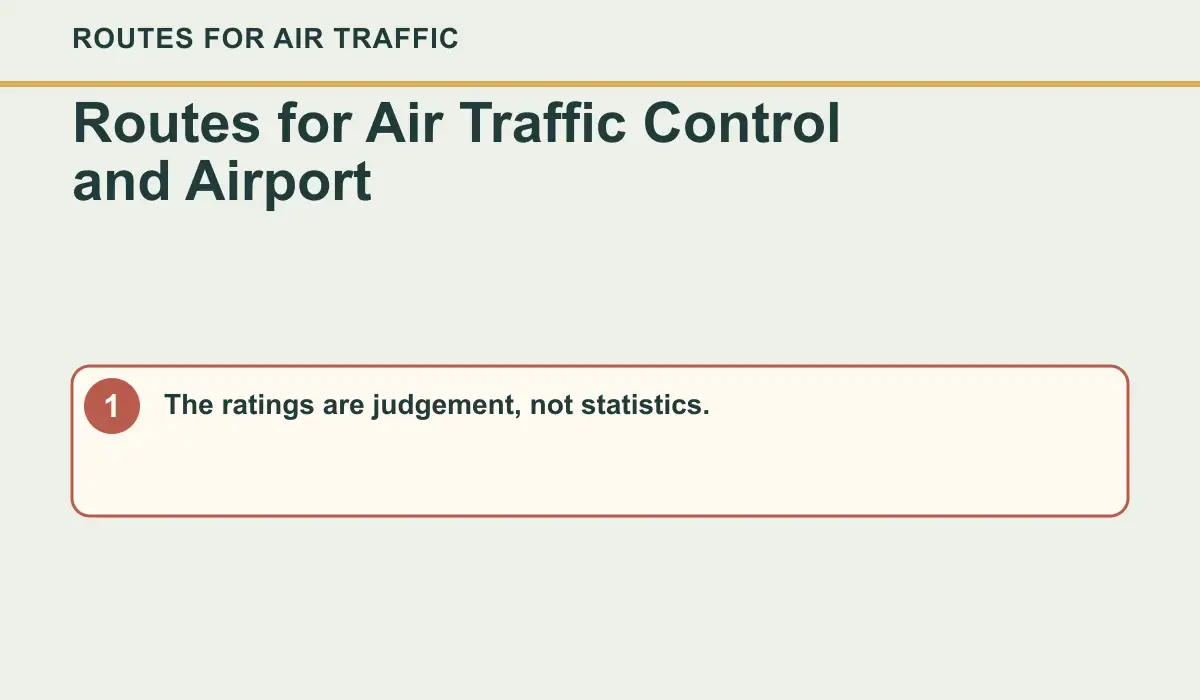 ROUTES FOR AIR TRAFFIC
Routes for Air Traffic Control
and Airport
1
The ratings are judgement, not statistics.